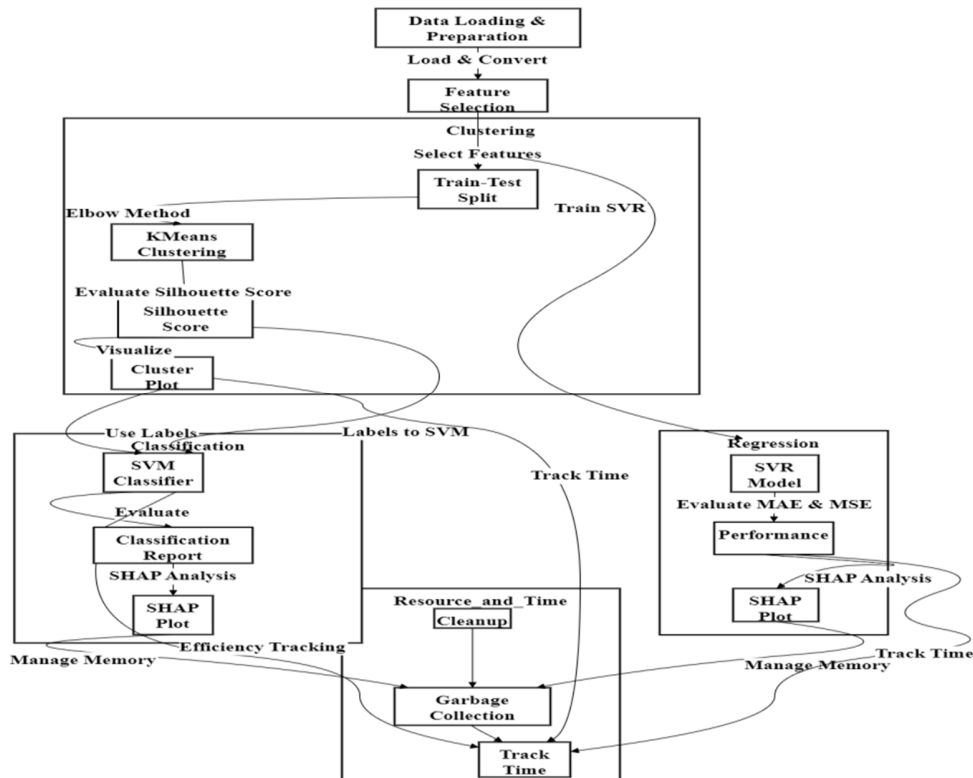 Data Loading &
Preparation
Load & Convert
Feature
Selection
Clustering
Select Features
Train-Test
Split
Train SVR
Elbow Method
KMeans
Clustering
Evaluate Silhouette Score
Silhouette
Score
Visualize
Cluster
Plot
Use Labels
Labels to SVM
Classification
Regression
SVM
Classifier
SVR
Model
Track Time
Evaluate MAE & MSE
Evaluate
Performance
Classification
Report
SHAP Analysis
SHAP Analysis
Resource_and_Time
SHAP
Plot
SHAP
Plot
Cleanup
Efficiency Tracking
Track Time
Manage Memory
Manage Memory
Garbage
Collection
Track
Time